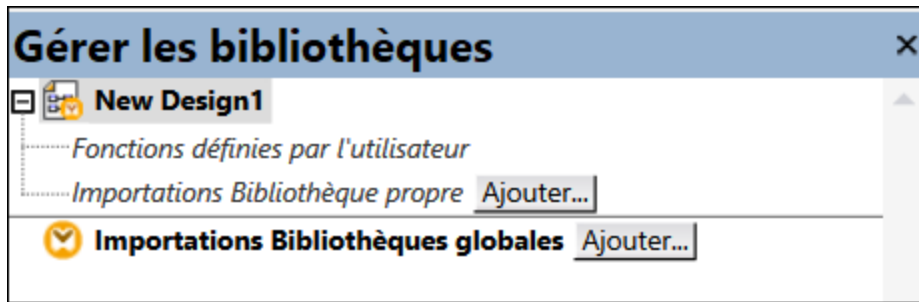 Gérer les bibliothèques
New Design1
Fonctions définies par l'utilisateur
Importations Bibliothèque propre Ajouter...
Importations Bibliothèques globales Ajouter...